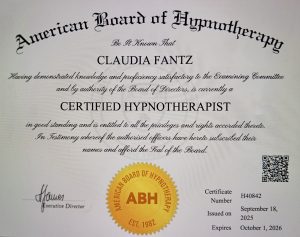 American Board of Hypnotherapy
Be It Known That
CLAUDIA FANTZ
Having demonstrated knowledge and proficiency satisfactory to the Examining Committee
and by authority of the Board of Directors, is currently a
CERTIFIED HYPNOTHERAPIST
in good standing and is entitled to all the privileges and rights accorded thereto.
In Testimony whereof the authorised officers have hereto subscribed their
names and afford the Seal of the Board.
Executive Director
AMERICAN BOARD OF HYPNOTHERAPY
ABH
EST. 1982
Certificate Number H40842
Issued on September 18, 2025
Expires October 1, 2026